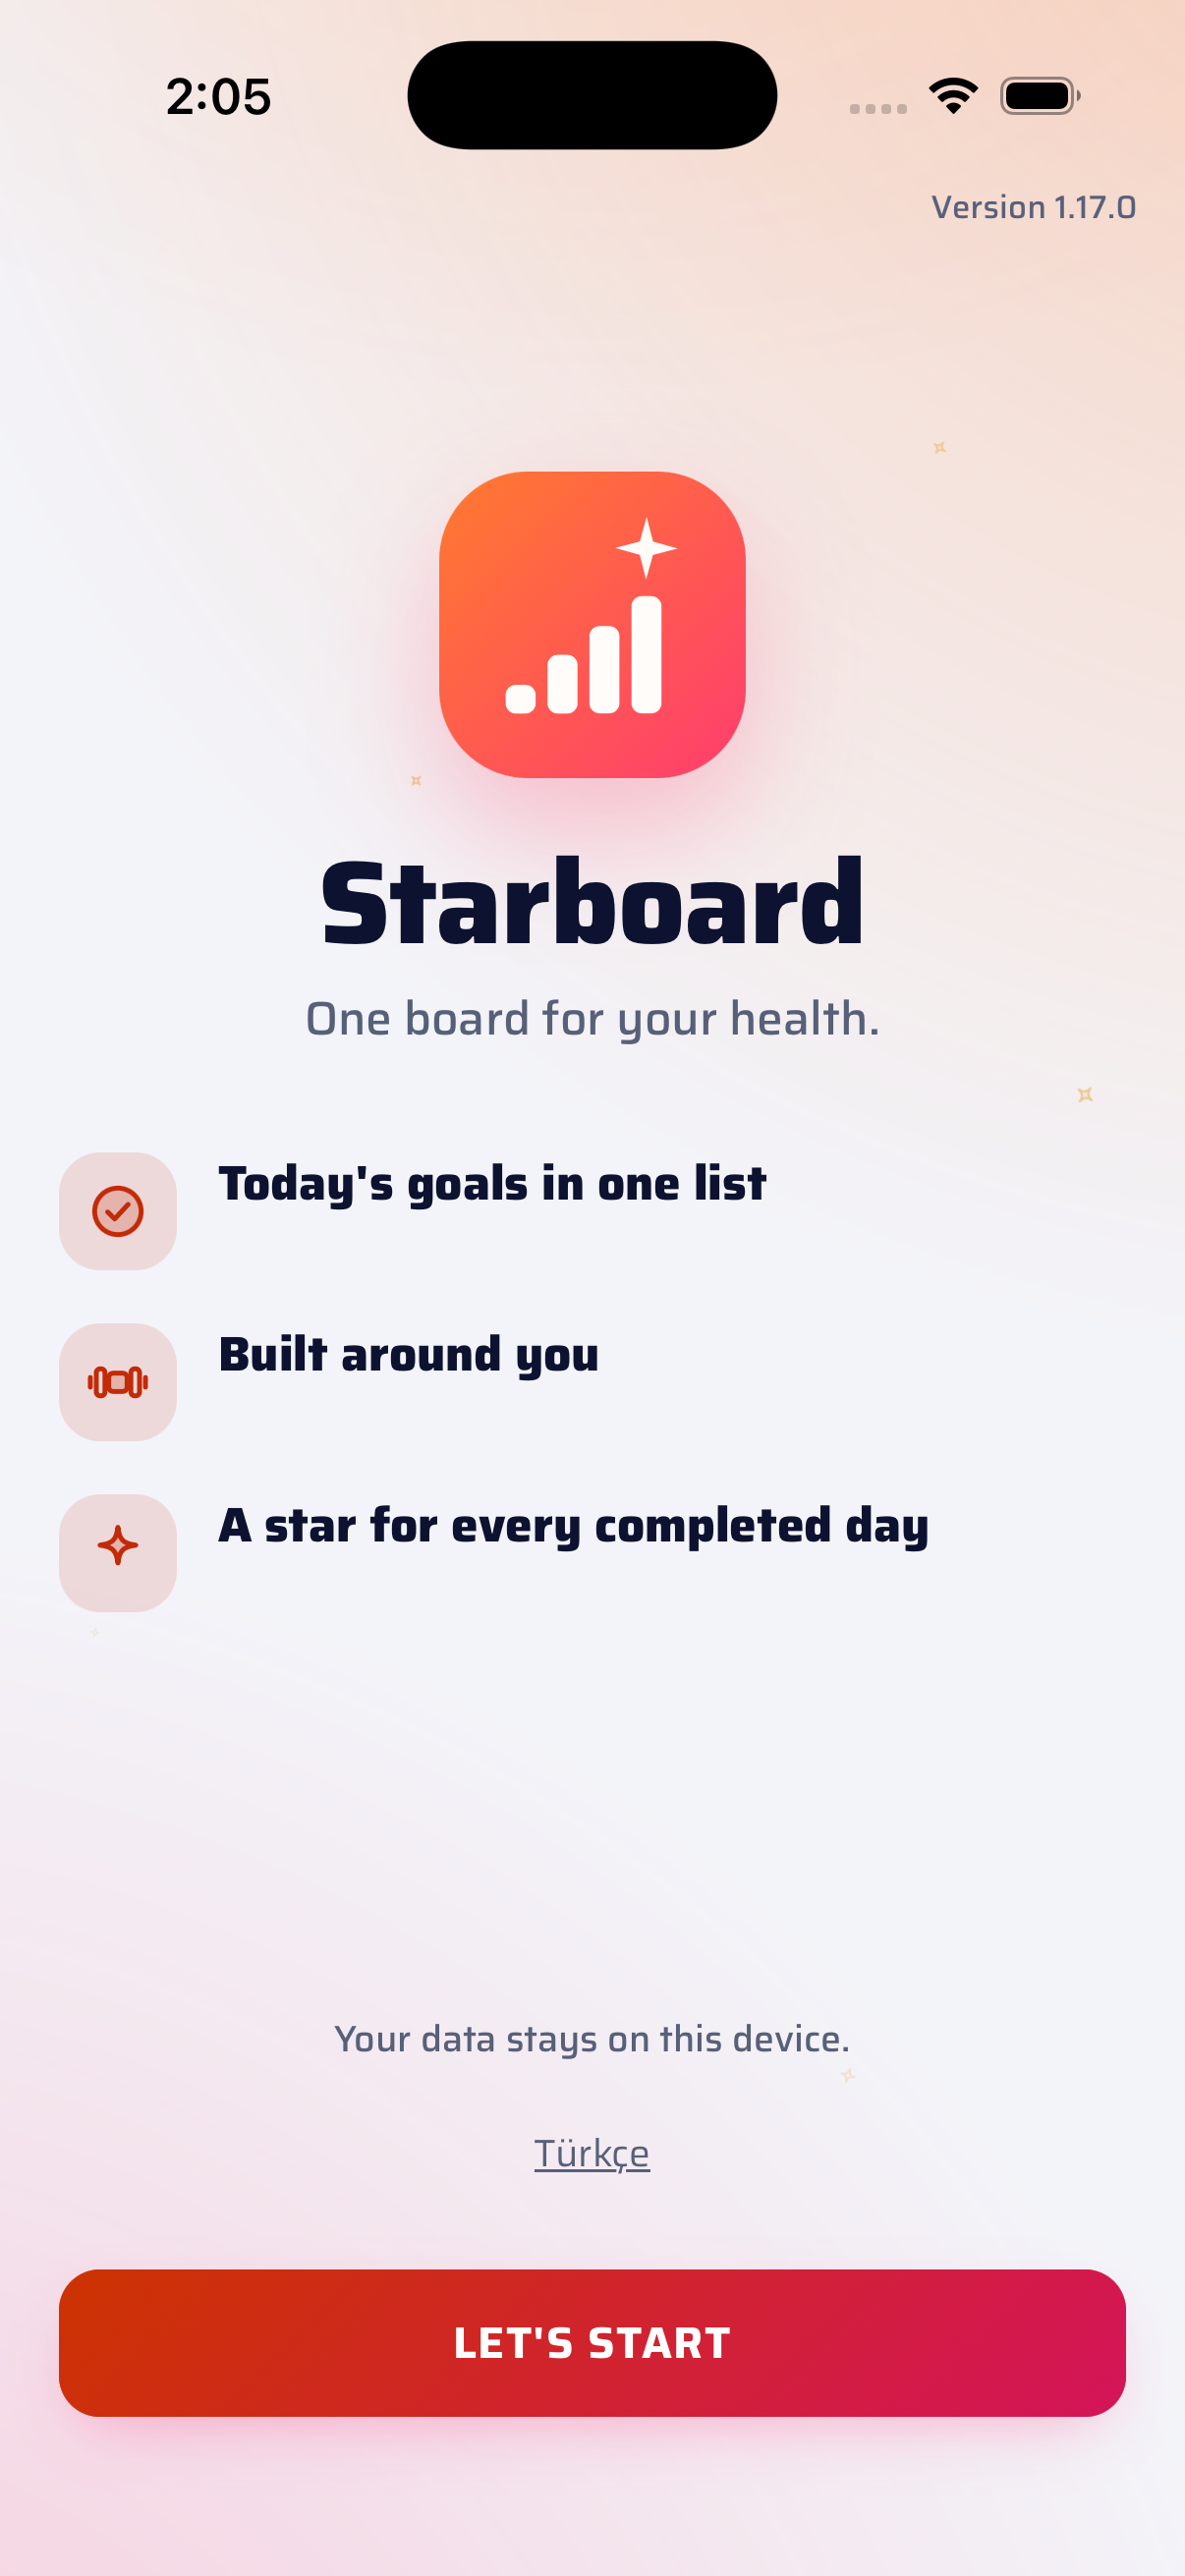 2:05
Version 1.17.0
Starboard
One board for your health.
Today's goals in one list
Built around you
A star for every completed day
Your data stays on this device.
Türkçe
LET'S START